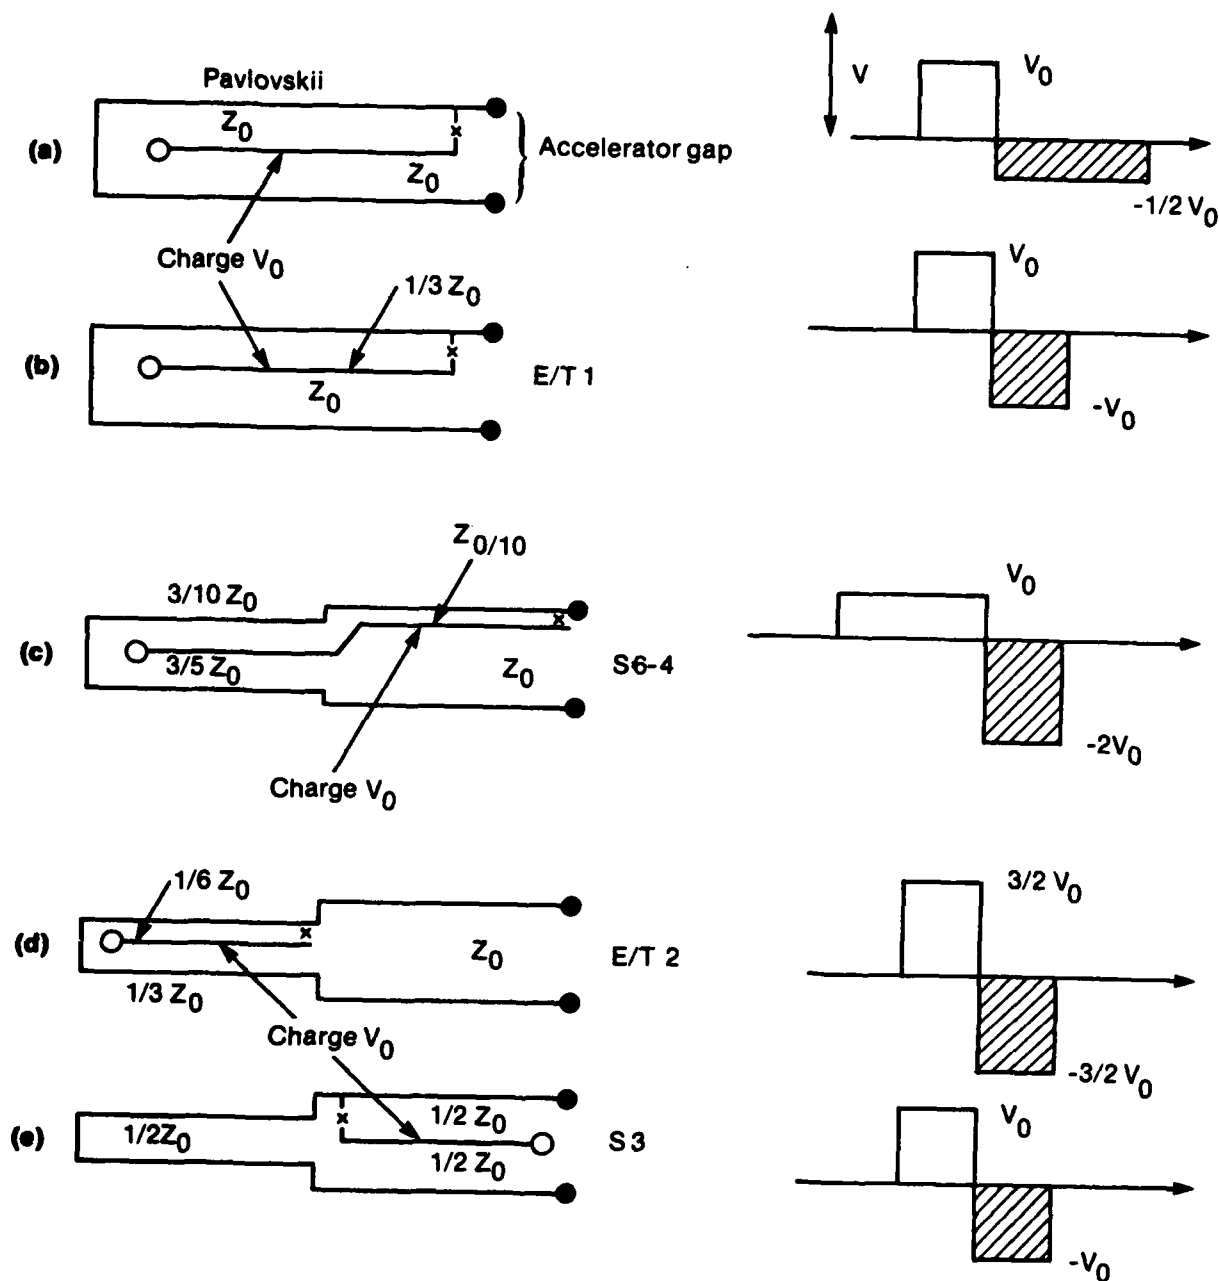 Pavlovskii
(a)
Z0
Z0
Accelerator gap
V
V0
-1/2 V0
Charge V0
1/3 Z0
(b)
Z0
E/T 1
V0
-V0
Z0/10
3/10 Z0
(c)
3/5 Z0
Z0
S6-4
Charge V0
V0
-2V0
1/6 Z0
(d)
Z0
E/T 2
1/3 Z0
3/2 V0
-3/2 V0
Charge V0
(e)
1/2Z0
1/2 Z0
1/2 Z0
S3
V0
-V0